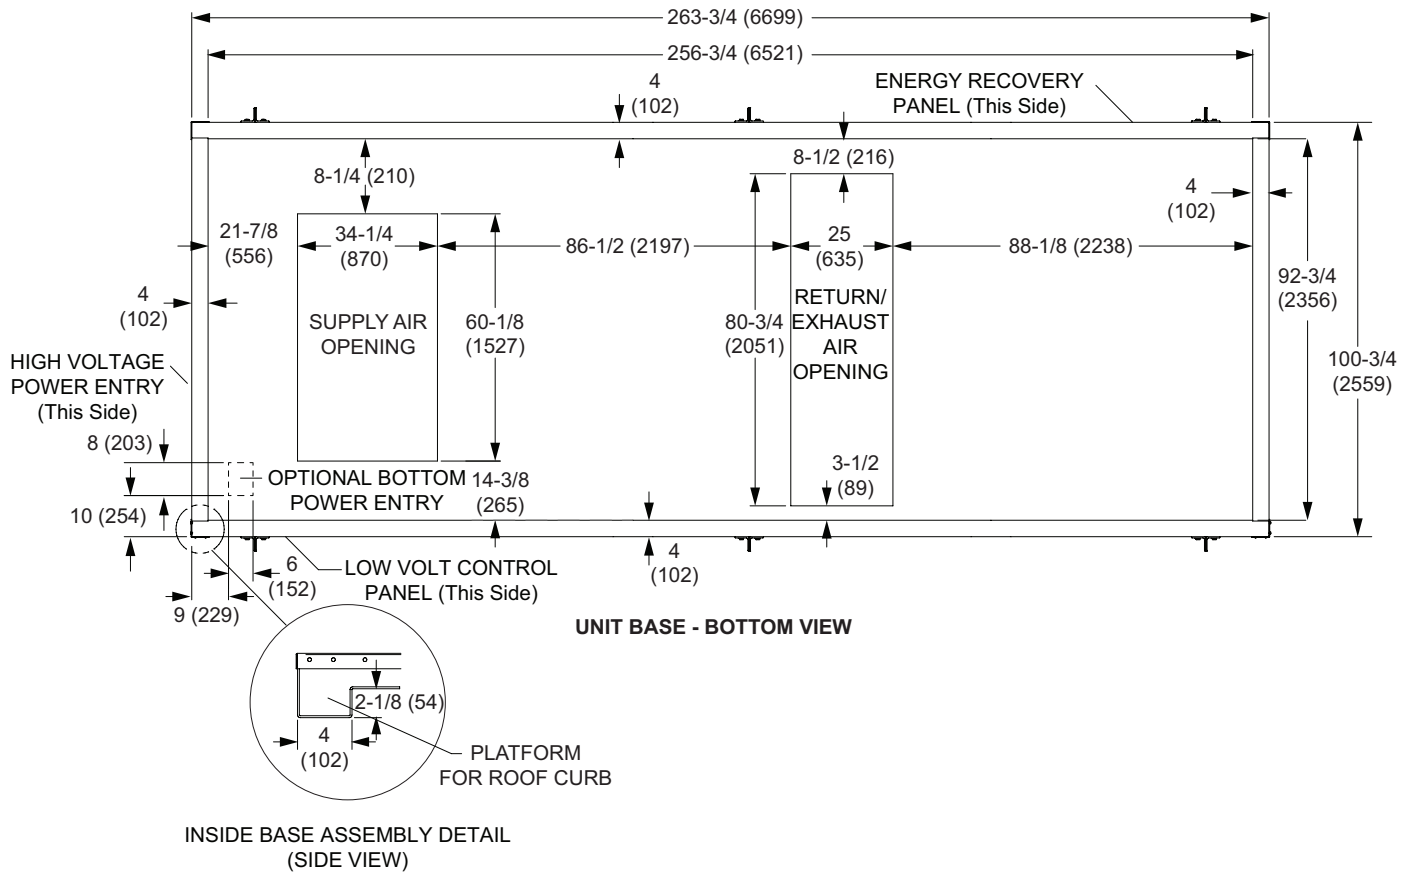 263-3/4 (6699)
256-3/4 (6521)
4
(102)
ENERGY RECOVERY
PANEL (This Side)
8-1/2 (216)
8-1/4 (210)
4
(102)
21-7/8
(556)
34-1/4
(870)
86-1/2 (2197)
25
(635)
88-1/8 (2238)
92-3/4
(2356)
4
(102)
SUPPLY AIR
OPENING
60-1/8
(1527)
80-3/4
(2051)
RETURN/
EXHAUST
AIR
OPENING
100-3/4
(2559)
HIGH VOLTAGE
POWER ENTRY
(This Side)
8 (203)
OPTIONAL BOTTOM
POWER ENTRY
14-3/8
(265)
3-1/2
(89)
10 (254)
6
(152)
LOW VOLT CONTROL
PANEL (This Side)
4
(102)
9 (229)
UNIT BASE - BOTTOM VIEW
2-1/8 (54)
4
(102)
PLATFORM
FOR ROOF CURB
INSIDE BASE ASSEMBLY DETAIL
(SIDE VIEW)